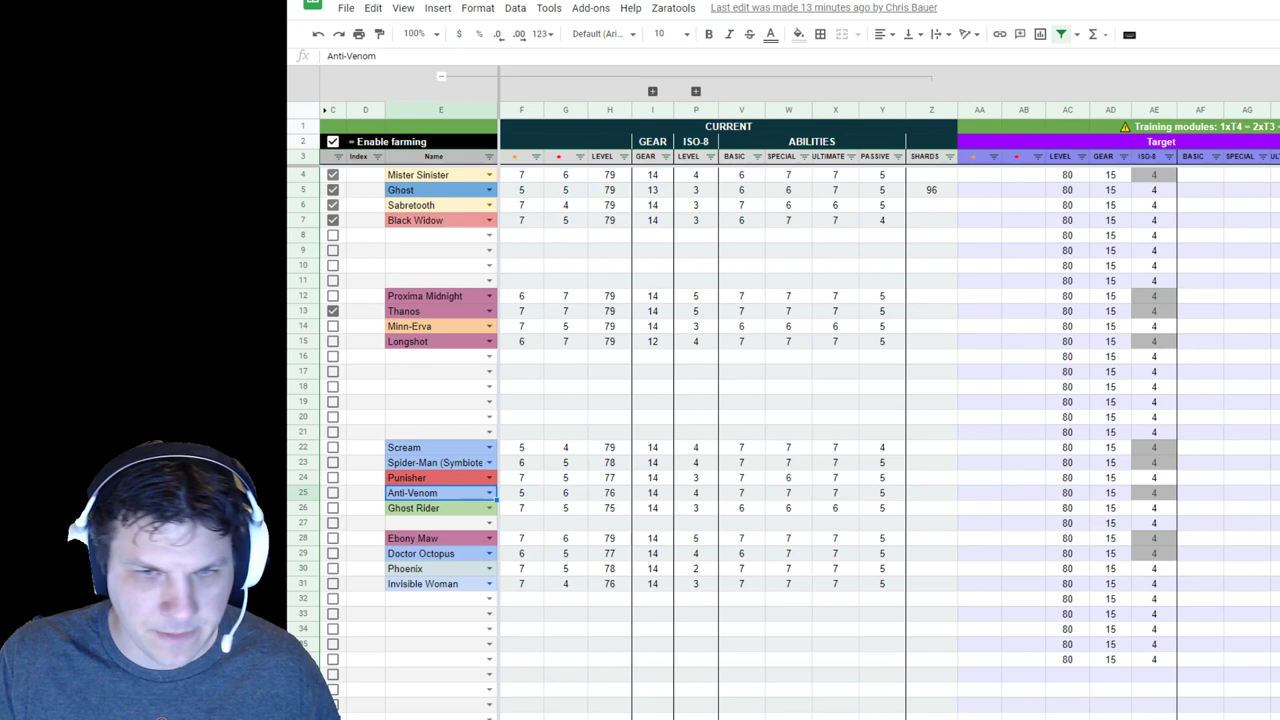 File Edit View Insert Format Data Tools Add-ons Help Zaratools Last edit was made 13 minutes ago by Chris Bauer
100% $ % .0 .00 123 Default (Ari... 10 B I S A
fx Anti-Venom
C D E F G H I P V W X Y Z AA AB AC AD AE AF AG
1 CURRENT Training modules: 1xT4 = 2xT3 =
2 = Enable farming GEAR ISO-8 ABILITIES Target
3 Index Name LEVEL GEAR LEVEL BASIC SPECIAL ULTIMATE PASSIVE SHARDS LEVEL GEAR ISO-8 BASIC SPECIAL
4 Mister Sinister 7 6 79 14 4 6 7 7 5 80 15 4
5 Ghost 5 5 79 13 3 6 6 7 5 96 80 15 4
6 Sabretooth 7 4 79 14 3 7 6 6 5 80 15 4
7 Black Widow 7 5 79 14 3 6 7 7 4 80 15 4
8 80 15 4
9 80 15 4
10 80 15 4
11 80 15 4
12 Proxima Midnight 6 7 79 14 5 7 7 7 5 80 15 4
13 Thanos 7 7 79 14 5 7 7 7 5 80 15 4
14 Minn-Erva 7 5 79 14 3 6 6 6 5 80 15 4
15 Longshot 6 7 79 12 4 7 7 7 5 80 15 4
16 80 15 4
17 80 15 4
18 80 15 4
19 80 15 4
20 80 15 4
21 80 15 4
22 Scream 5 4 79 14 4 7 7 7 4 80 15 4
23 Spider-Man (Symbiote 6 5 78 14 4 7 7 7 5 80 15 4
24 Punisher 7 5 77 14 3 7 6 7 5 80 15 4
25 Anti-Venom 5 6 76 14 4 7 7 7 5 80 15 4
26 Ghost Rider 7 5 75 14 3 6 6 6 5 80 15 4
27 80 15 4
28 Ebony Maw 7 6 79 14 5 7 7 7 5 80 15 4
29 Doctor Octopus 6 5 77 14 4 6 7 7 5 80 15 4
30 Phoenix 7 5 78 14 2 7 7 7 5 80 15 4
31 Invisible Woman 7 4 76 14 3 7 7 7 5 80 15 4
32 80 15 4
33 80 15 4
34 80 15 4
80 15 4
80 15 4